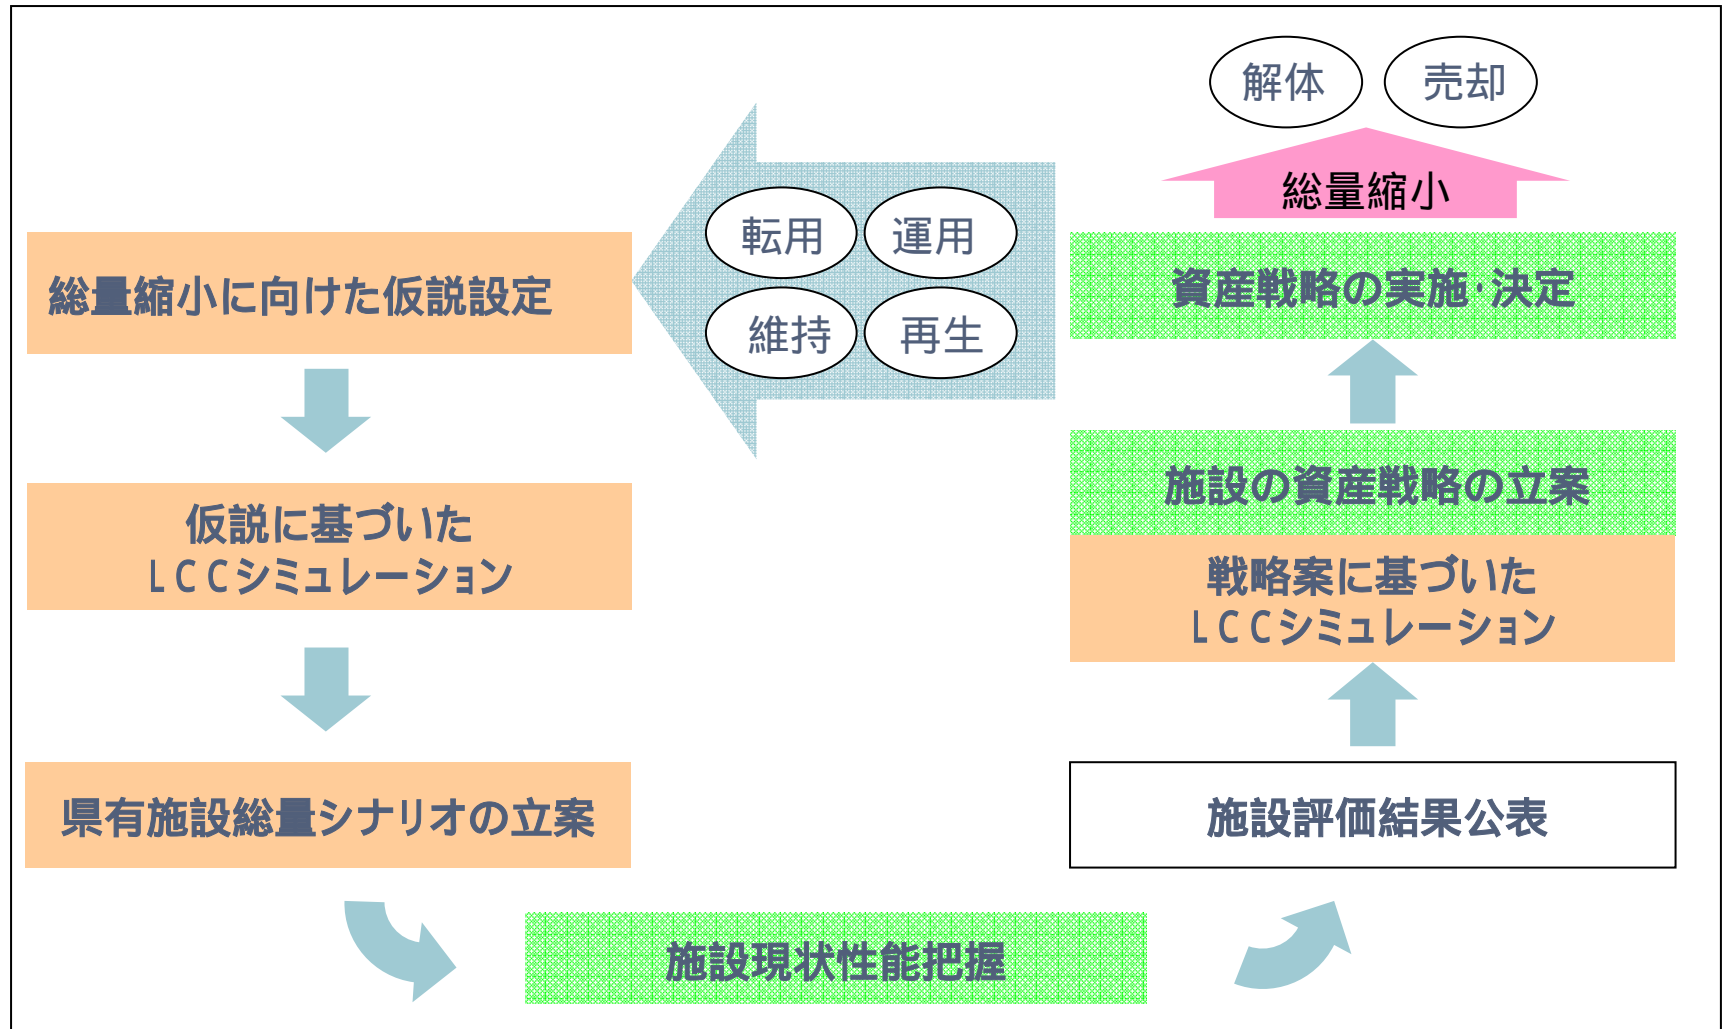 解体
売却
総量縮小
転用
運用
維持
再生
総量縮小に向けた仮説設定
資産戦略の実施・決定
仮説に基づいた
LCCシミュレーション
施設の資産戦略の立案
戦略案に基づいた
LCCシミュレーション
県有施設総量シナリオの立案
施設評価結果公表
施設現状性能把握